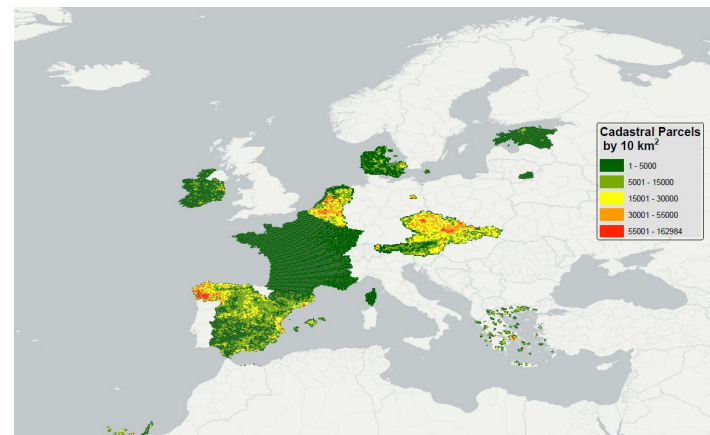 Cadastral Parcels
by 10 km²
1 - 5000
5001 - 15000
15001 - 30000
30001 - 55000
55001 - 162984